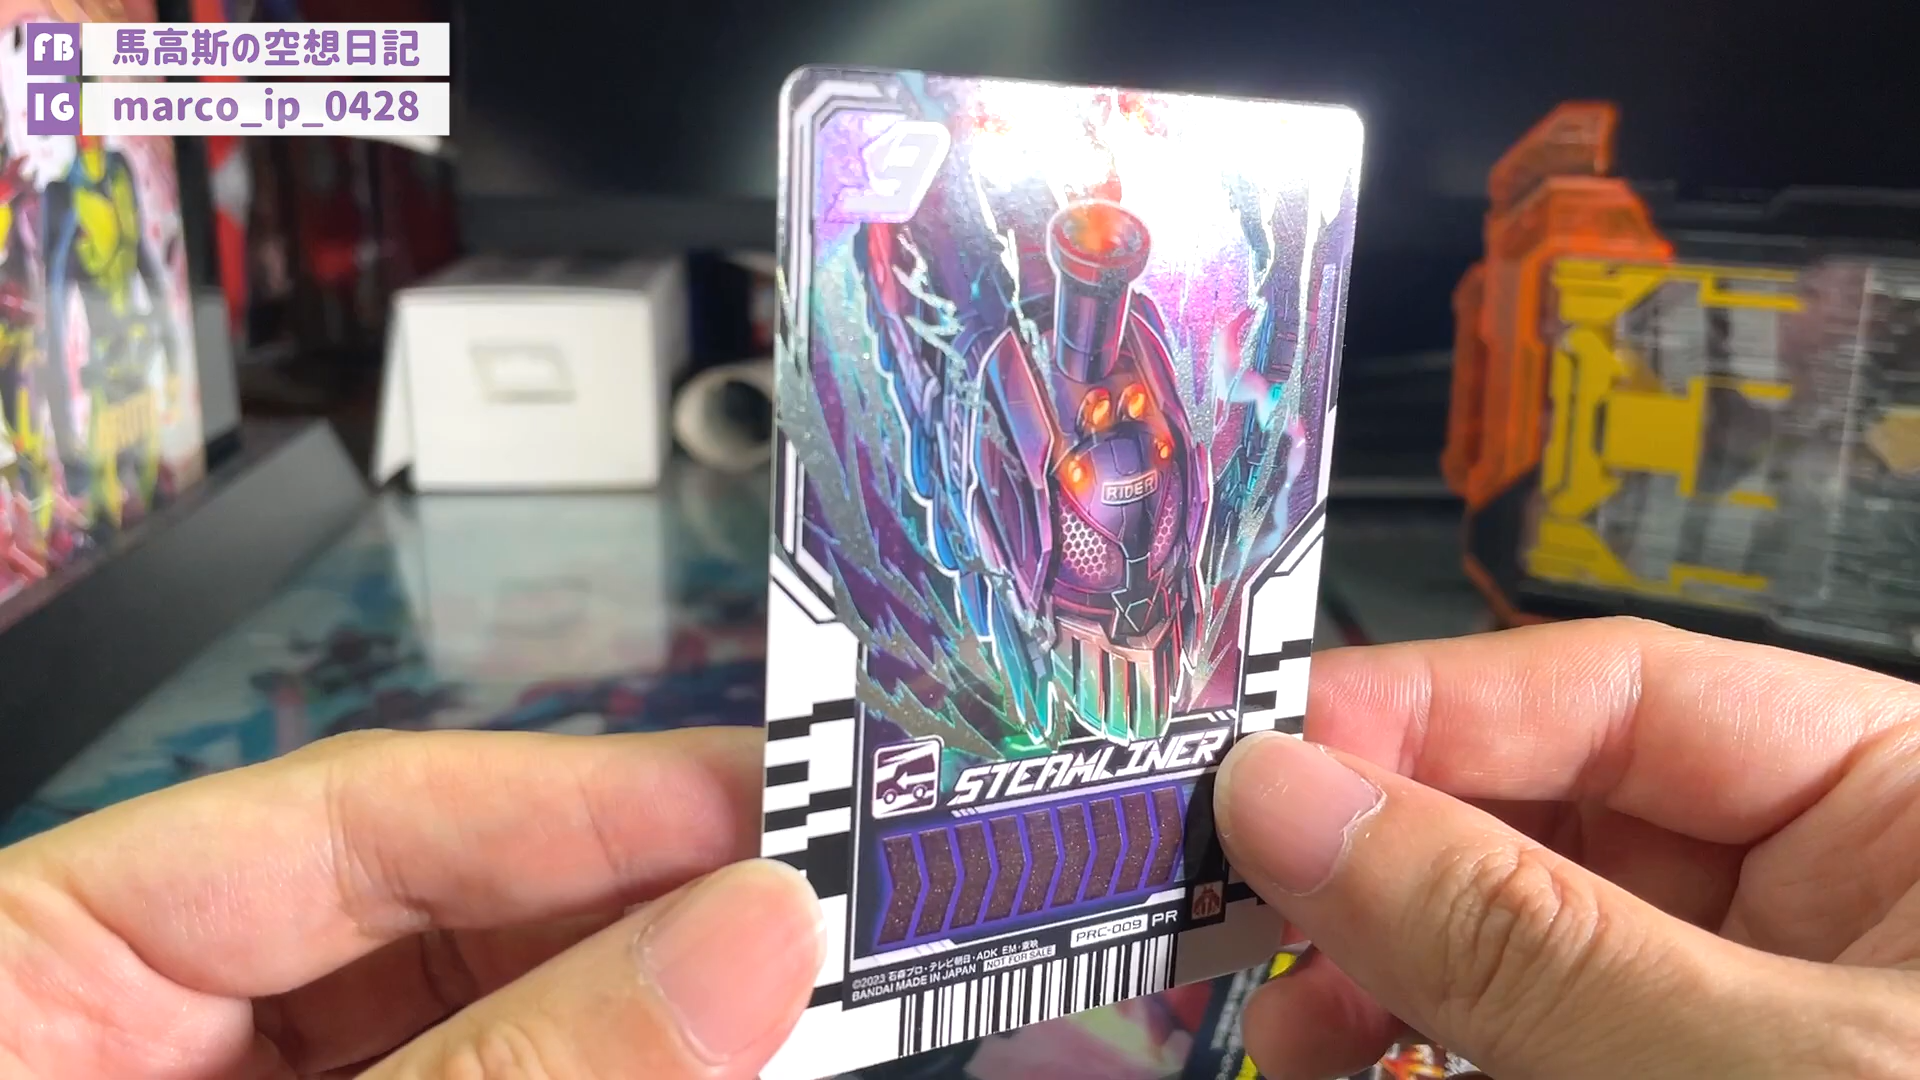 FB 馬高斯の空想日記
IG marco_ip_0428
9
RIDER
STEAMLINER
PRC-009 PR
©2023 石森プロ・テレビ朝日・ADK EM・東映
BANDAI MADE IN JAPAN NOT FOR SALE